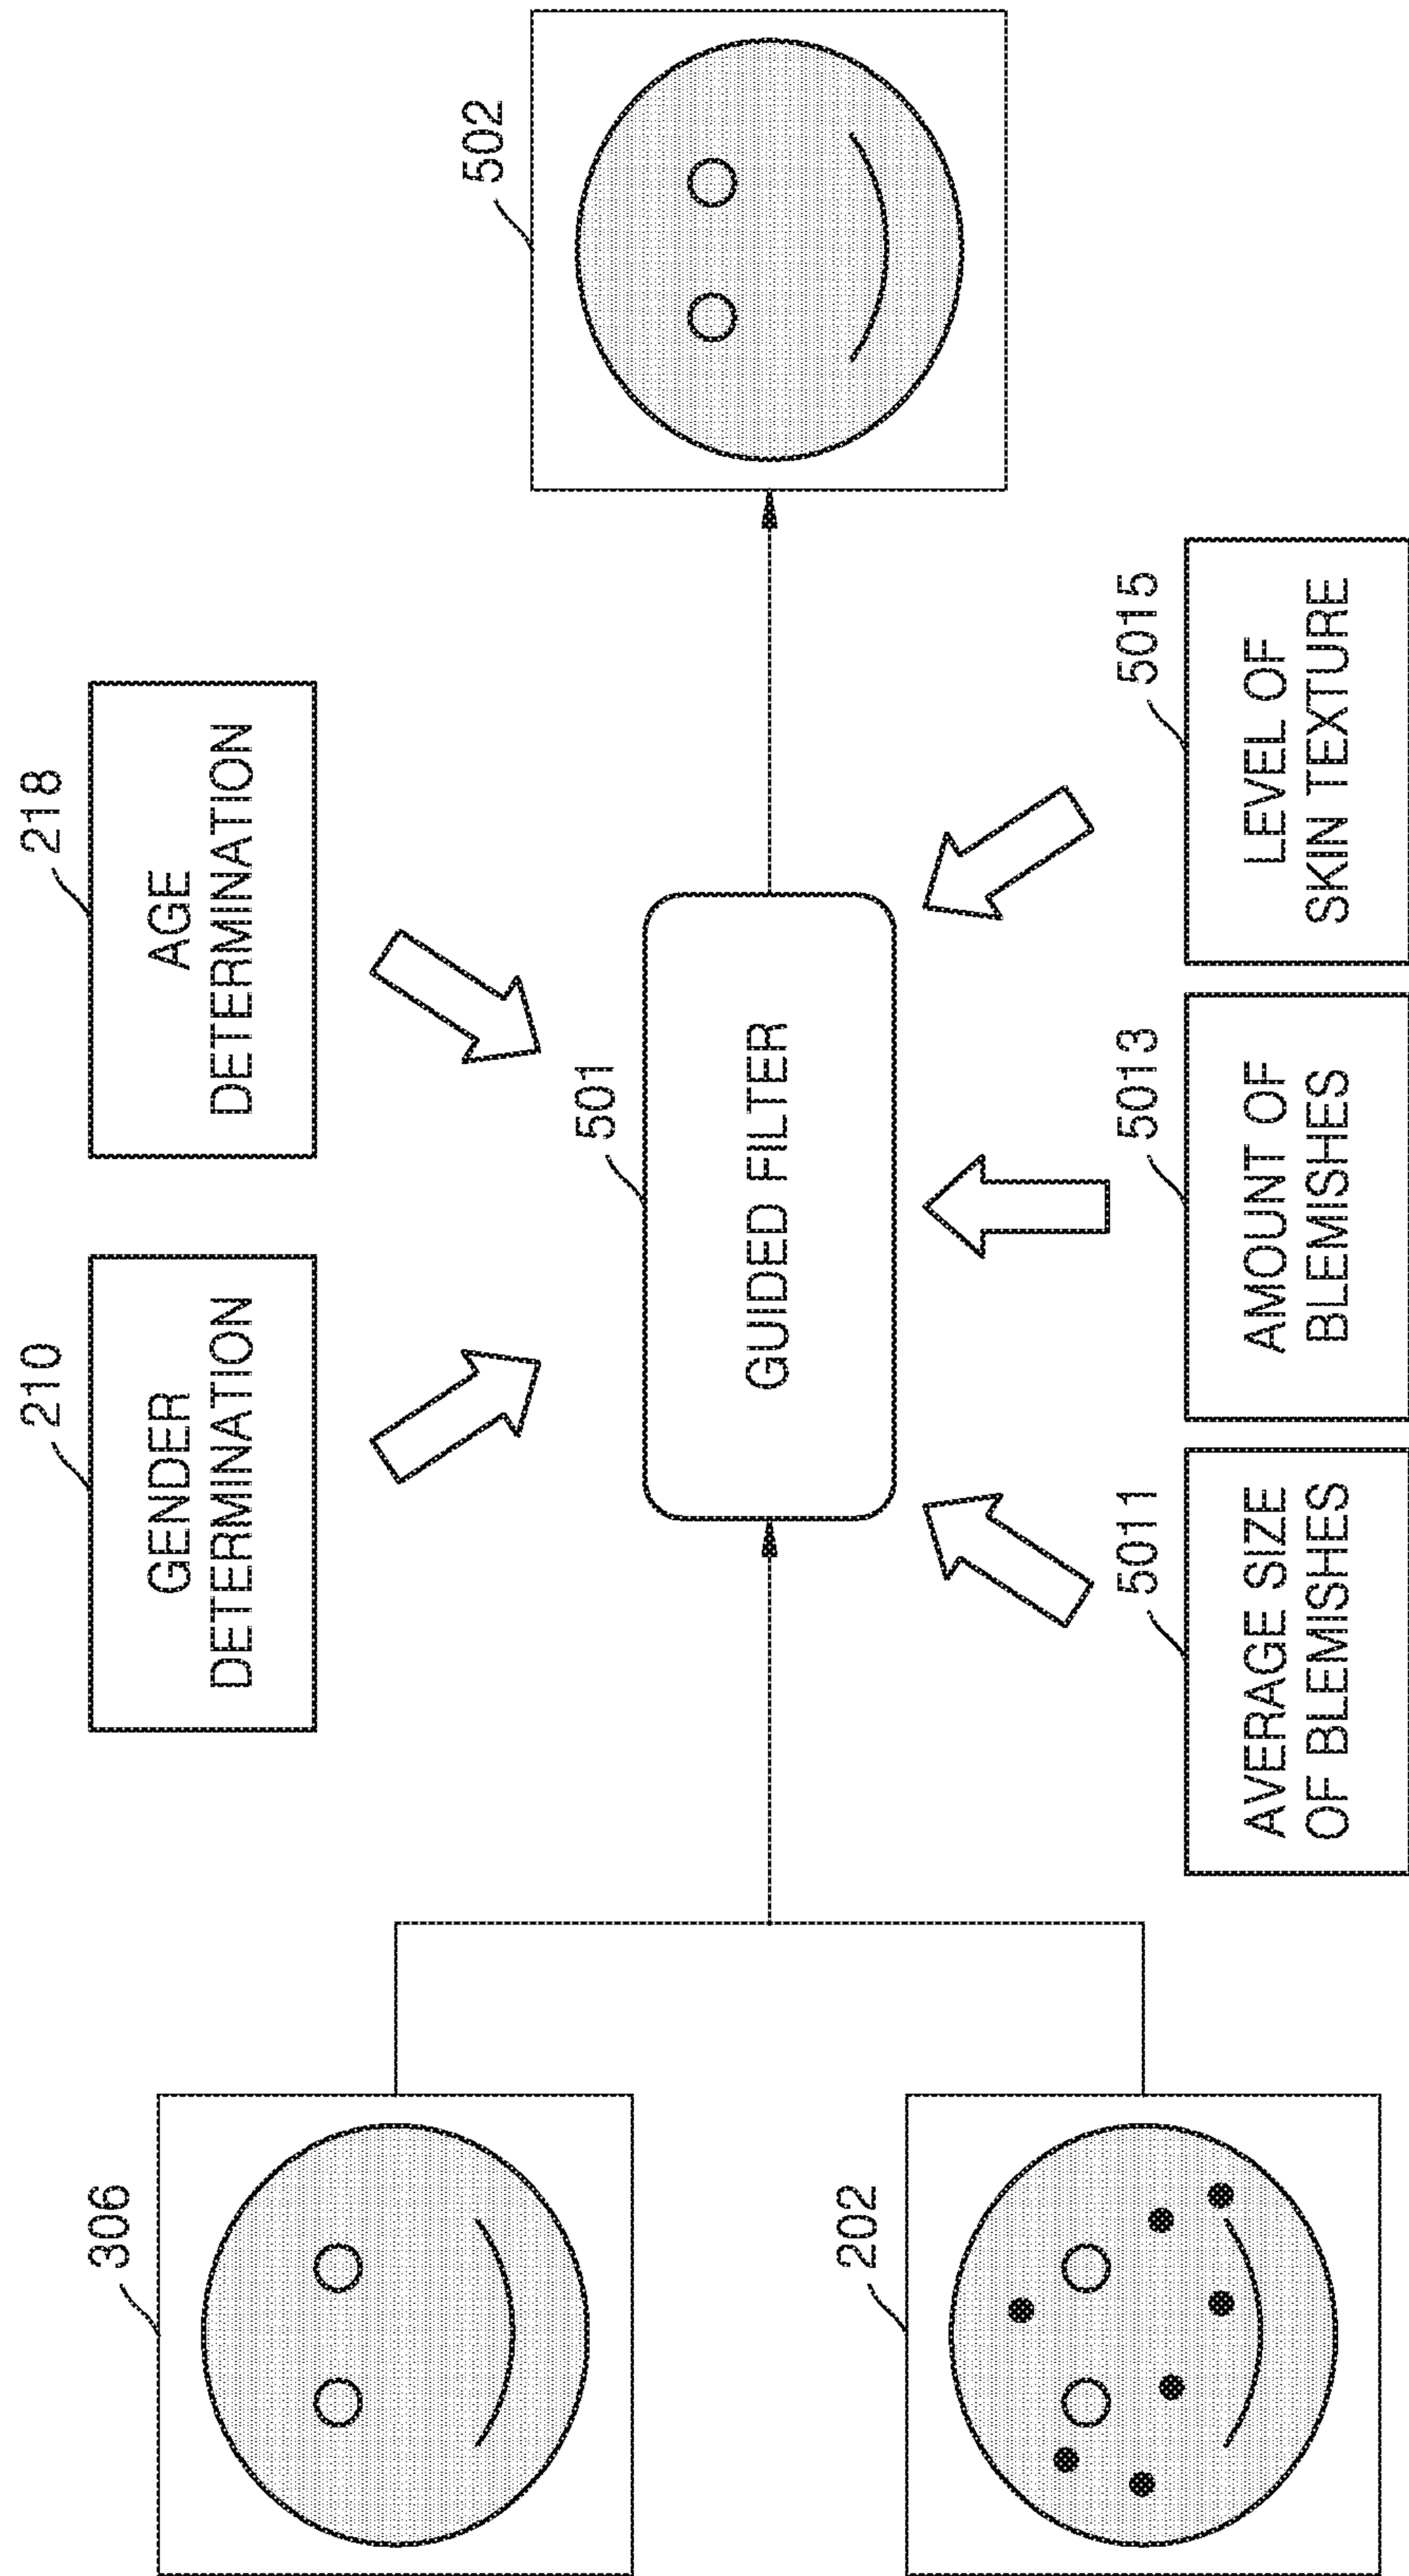 306
202
210
GENDER
DETERMINATION
218
AGE
DETERMINATION
501
GUIDED FILTER
5011
AVERAGE SIZE
OF BLEMISHES
5013
AMOUNT OF
BLEMISHES
5015
LEVEL OF
SKIN TEXTURE
502